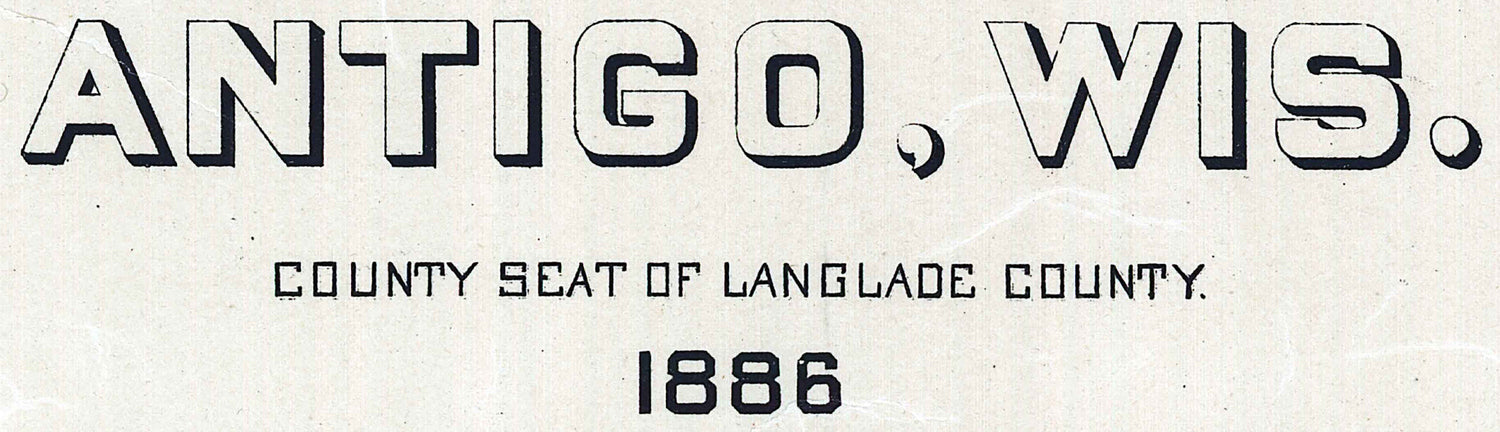 ANTIGO, WIS.
COUNTY SEAT OF LANGLADE COUNTY.
1886